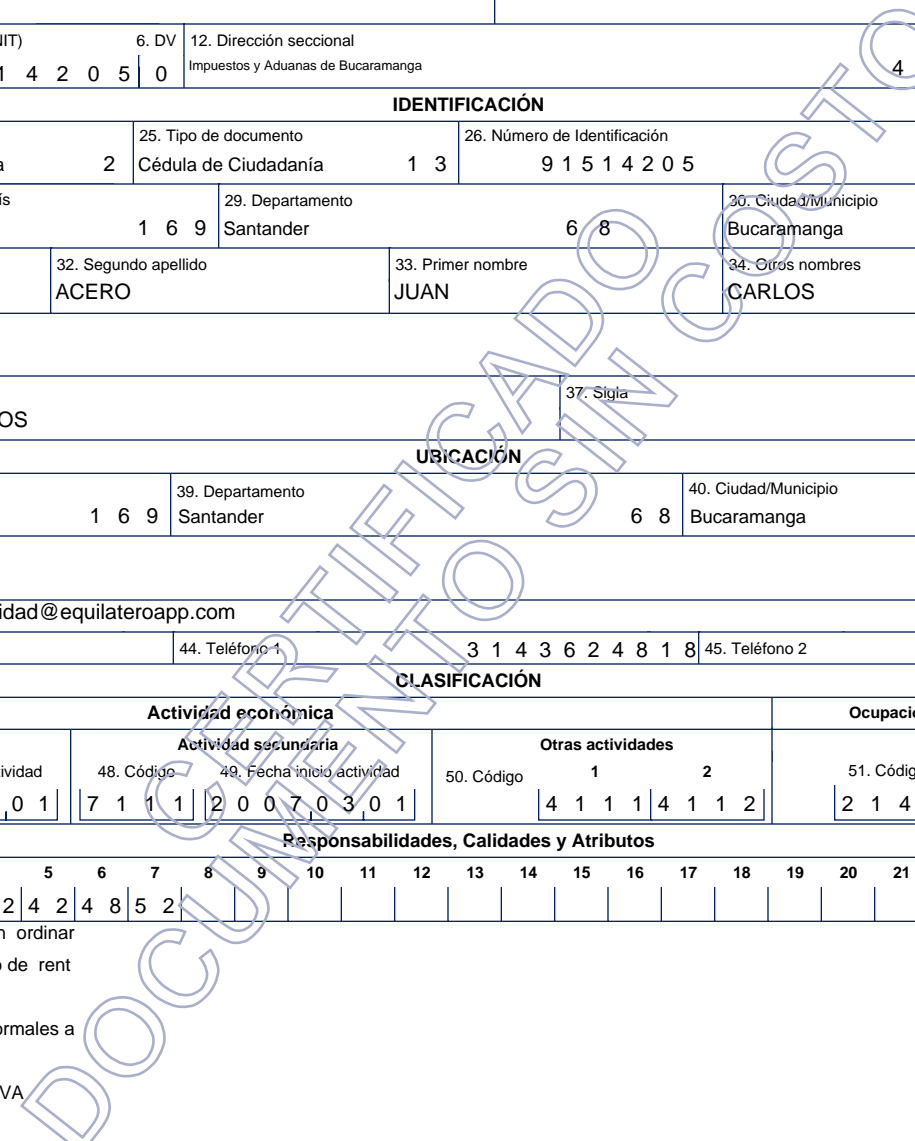 NIT) 6. DV 12. Dirección seccional
1 4 2 0 5 0 Impuestos y Aduanas de Bucaramanga 4
IDENTIFICACIÓN
25. Tipo de documento 26. Número de Identificación
a 2 Cédula de Ciudadanía 1 3 9 1 5 1 4 2 0 5
ís 29. Departamento 30. Ciudad/Municipio
1 6 9 Santander 6 8 Bucaramanga
32. Segundo apellido 33. Primer nombre 34. Otros nombres
ACERO JUAN CARLOS
37. Sigla
OS
UBICACIÓN
39. Departamento 40. Ciudad/Municipio
1 6 9 Santander 6 8 Bucaramanga
idad@equilateroapp.com
44. Teléfono 1 3 1 4 3 6 2 4 8 1 8 45. Teléfono 2
CLASIFICACIÓN
Actividad económica Ocupació
Actividad secundaria Otras actividades
ividad 48. Código 49. Fecha inicio actividad 50. Código 1 2 51. Códig
0 1 7 1 1 1 2 0 0 7 0 3 0 1 4 1 1 1 4 1 1 2 2 1 4
Responsabilidades, Calidades y Atributos
5 6 7 8 9 10 11 12 13 14 15 16 17 18 19 20 21
2 4 2 4 8 5 2
n ordinar
o de rent
ormales a
VA
CERTIFICADO
DOCUMENTO SIN COSTO